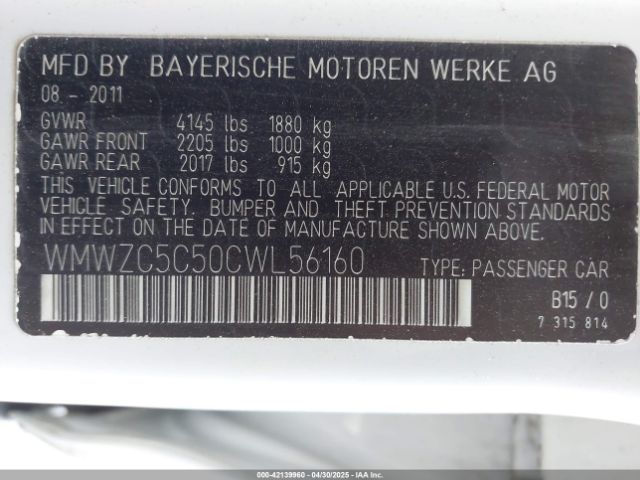 MFD BY BAYERISCHE MOTOREN WERKE AG
08 - 2011
GVWR 4145 lbs 1880 kg
GAWR FRONT 2205 lbs 1000 kg
GAWR REAR 2017 lbs 915 kg
THIS VEHICLE CONFORMS TO ALL APPLICABLE U.S. FEDERAL MOTOR
VEHICLE SAFETY, BUMPER AND THEFT PREVENTION STANDARDS
IN EFFECT ON THE DATE OF MANUFACTURE SHOWN ABOVE.
WMWZC5C50CWL56160 TYPE: PASSENGER CAR
B15 / 0
7 315 814
000-42139960 - 04/30/2025 - IAAI.com